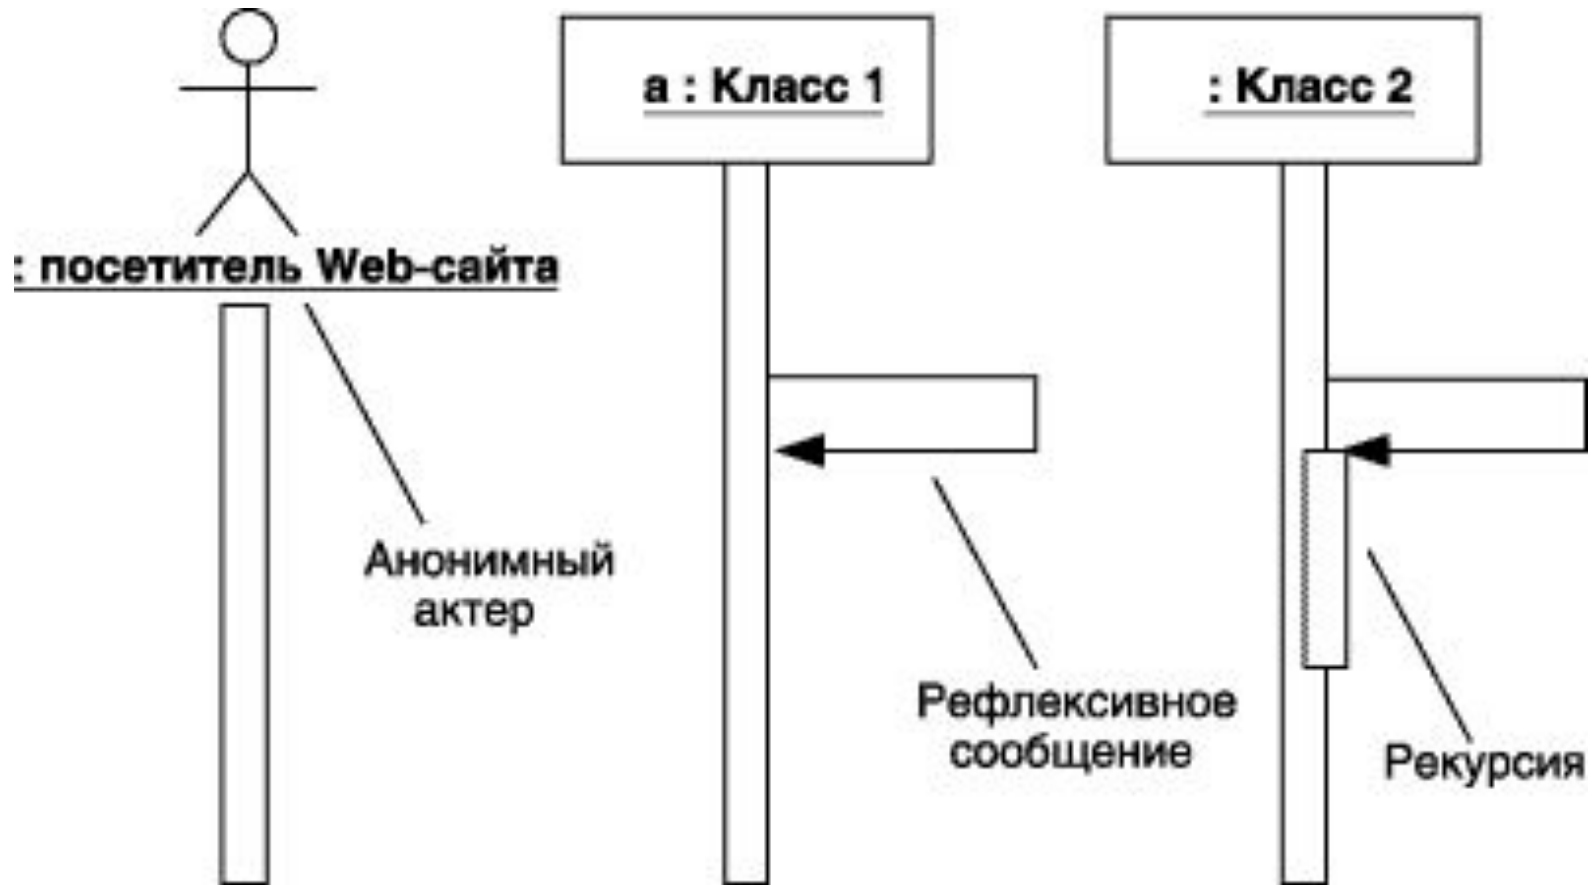 а : Класс 1
: Класс 2
: посетитель Web-сайта
Анонимный
актер
Рефлексивное
сообщение
Рекурсия